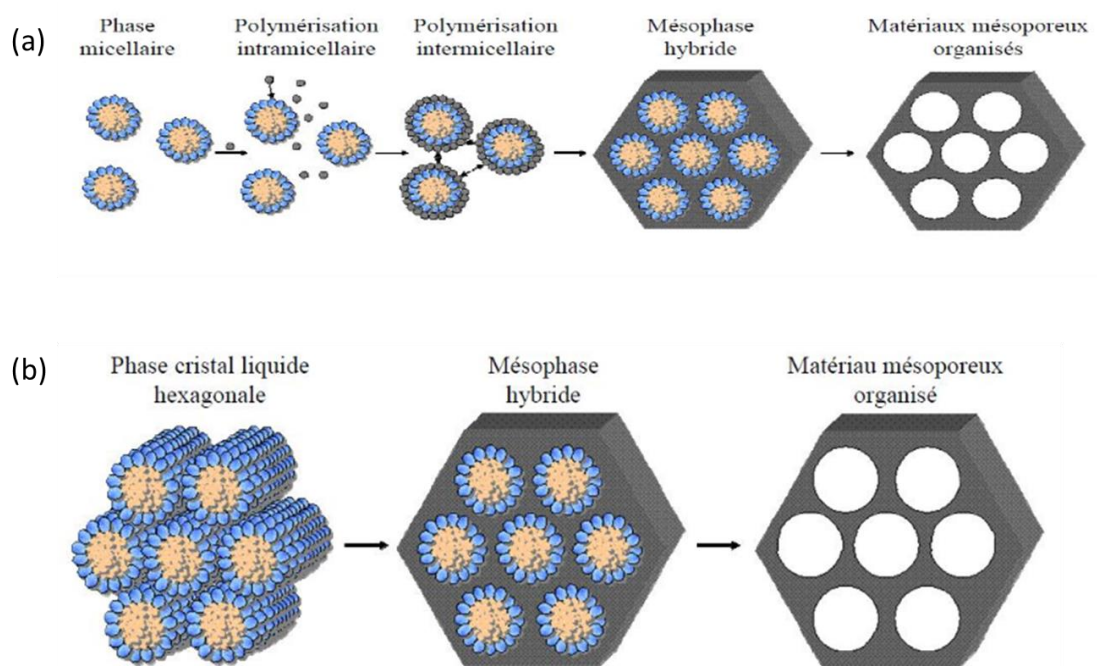 (a)
Phase
micellaire
Polymérisation
intramicellaire
Polymérisation
intermicellaire
Mésophase
hybride
Matériaux mésoporeux
organisés
(b)
Phase cristal liquide
hexagonale
Mésophase
hybride
Matériau mésoporeux
organisé